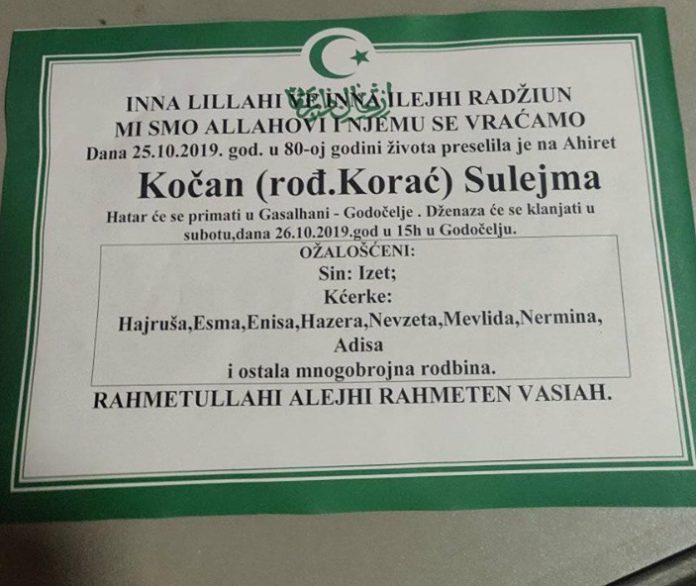 INNA LILLAHI VE INNA ILEJHI RADŽIUN
MI SMO ALLAHOVI I NJEMU SE VRAĆAMO
Dana 25.10.2019. god. u 80-oj godini života preselila je na Ahiret
Kočan (rođ.Korać) Sulejma
Hatar će se primati u Gasalhani - Godočelje . Dženaza će se klanjati u
subotu,dana 26.10.2019.god u 15h u Godočelju.
OŽALOŠĆENI:
Sin: Izet;
Kćerke:
Hajruša,Esma,Enisa,Hazera,Nevzeta,Mevlida,Nermina,
Adisa
i ostala mnogobrojna rodbina.
RAHMETULLAHI ALEJHI RAHMETEN VASIAH.